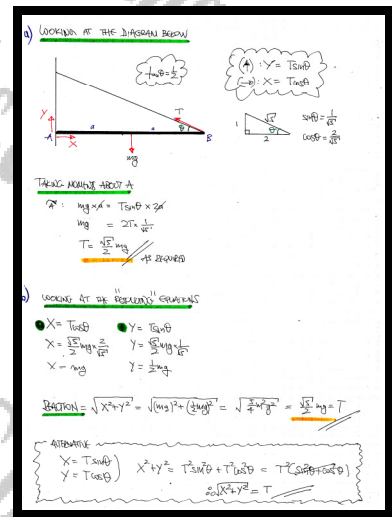 a) LOOKING AT THE DIAGRAM BELOW
tanθ = ½
(↑) : Y = Tsinθ
(→) : X = Tcosθ
Y
T
a
a
θ
A
X
B
mg
1
√5
θ
2
sinθ = 1/√5
cosθ = 2/√5
TAKING MOMENTS ABOUT A
A : mg × a = Tsinθ × 2a
mg = 2T × 1/√5
T = √5/2 mg
AS REQUIRED
b) LOOKING AT THE "RESOLVING" EQUATIONS
X = Tcosθ
Y = Tsinθ
X = √5/2 mg × 2/√5
Y = √5/2 mg × 1/√5
X = mg
Y = ½mg
REACTION = √(X²+Y²) = √((mg)² + (½mg)²) = √(5/4 m²g²) = √5/2 mg = T
ALTERNATIVE
X = Tsinθ
Y = Tcosθ
X²+Y² = T²sin²θ + T²cos²θ = T²(sin²θ+cos²θ)
∴ √(X²+Y²) = T